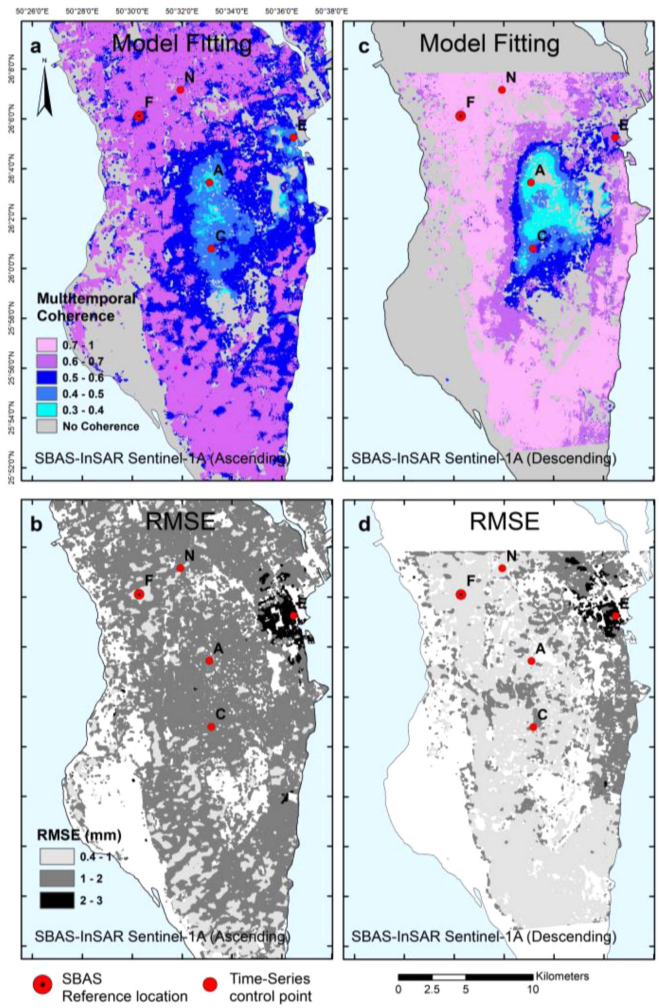 50°26'0"E 50°28'0"E 50°30'0"E 50°32'0"E 50°34'0"E 50°36'0"E 50°38'0"E
a
Model Fitting
N
N
F
E
A
C
26°8'0"N
26°6'0"N
26°4'0"N
26°2'0"N
26°0'0"N
25°58'0"N
25°56'0"N
25°54'0"N
25°52'0"N
Multitemporal
Coherence
0.7 - 1
0.6 - 0.7
0.5 - 0.6
0.4 - 0.5
0.3 - 0.4
No Coherence
SBAS-InSAR Sentinel-1A (Ascending)
c
Model Fitting
N
F
E
A
C
SBAS-InSAR Sentinel-1A (Descending)
b
RMSE
N
F
E
A
C
RMSE (mm)
0.4 - 1
1 - 2
2 - 3
SBAS-InSAR Sentinel-1A (Ascending)
d
RMSE
N
F
E
A
C
SBAS-InSAR Sentinel-1A (Descending)
SBAS
Reference location
Time-Series
control point
Kilometers
0 2.5 5 10